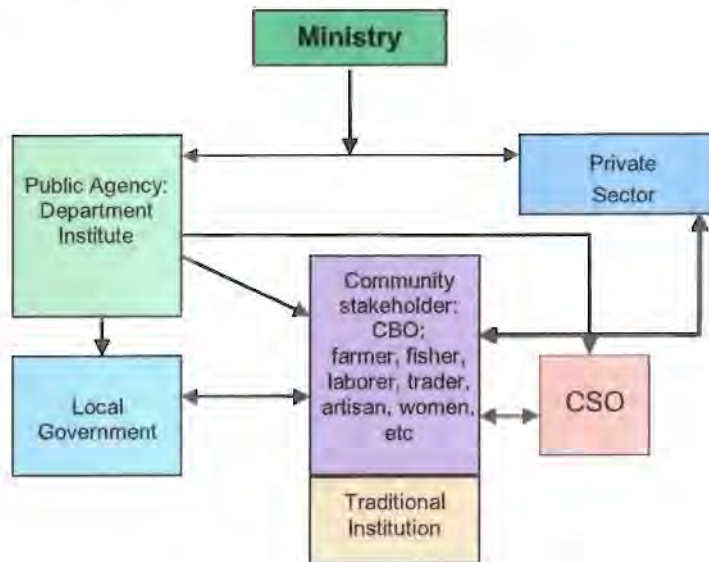 Ministry
Public Agency:
Department
Institute
Private
Sector
Community
stakeholder:
CBO;
farmer, fisher,
laborer, trader,
artisan, women,
etc
Local
Government
CSO
Traditional
Institution